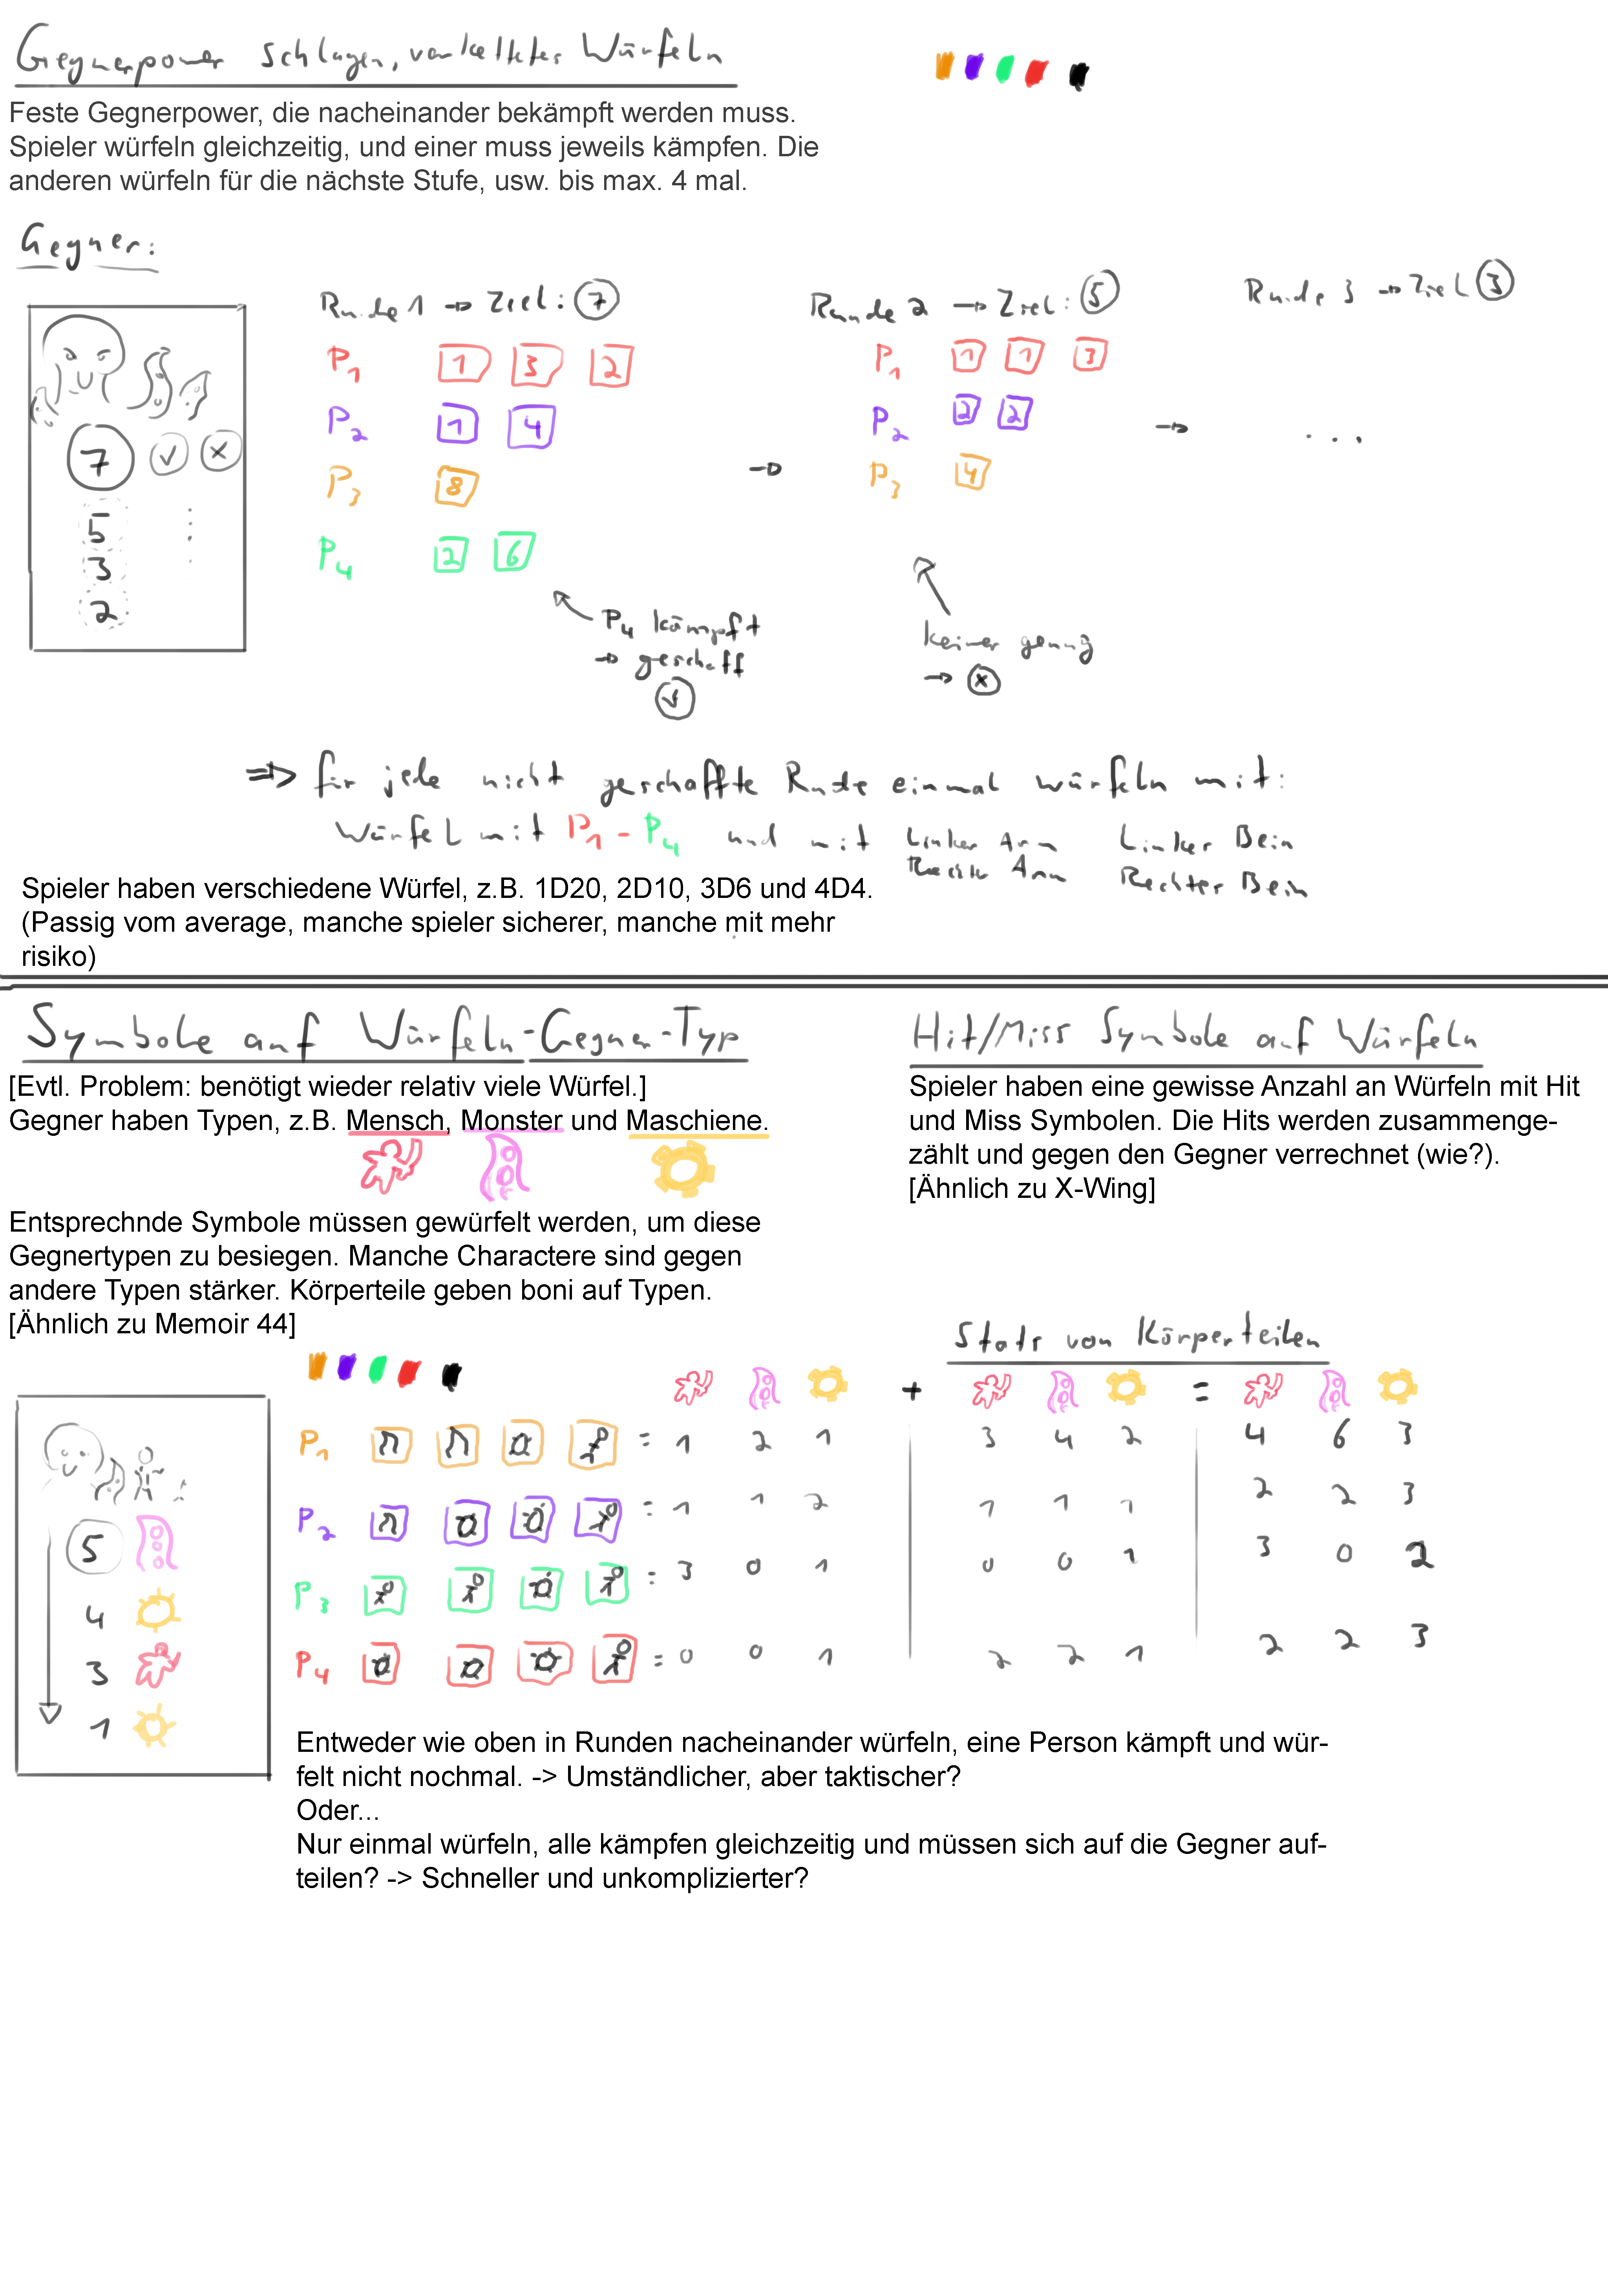 Gegnerpower schlagen, verkettetes Würfeln
Feste Gegnerpower, die nacheinander bekämpft werden muss.
Spieler würfeln gleichzeitig, und einer muss jeweils kämpfen. Die
anderen würfeln für die nächste Stufe, usw. bis max. 4 mal.
Gegner:
7
5
3
2
Runde 1 → Ziel: 7
P1 1 3 2
P2 1 4
P3 8
P4 2 6
P4 kämpft
→ geschaff
Runde 2 → Ziel: 5
P1 1 1 3
P2 2 2
P3 4
keiner genug
→ x
Runde 3 → Ziel 3
...
=> für jede nicht geschaffte Runde einmal würfeln mit:
Würfel mit P1 - P4 und mit Linker Arm Linker Bein
Arm Rechter Bein
Spieler haben verschiedene Würfel, z.B. 1D20, 2D10, 3D6 und 4D4.
(Passig vom average, manche spieler sicherer, manche mit mehr
risiko)
Symbole auf Würfeln-Gegner-Typ
[Evtl. Problem: benötigt wieder relativ viele Würfel.]
Gegner haben Typen, z.B. Mensch, Monster und Maschiene.
Entsprechnde Symbole müssen gewürfelt werden, um diese
Gegnertypen zu besiegen. Manche Charactere sind gegen
andere Typen stärker. Körperteile geben boni auf Typen.
[Ähnlich zu Memoir 44]
Hit/Miss Symbole auf Würfeln
Spieler haben eine gewisse Anzahl an Würfeln mit Hit
und Miss Symbolen. Die Hits werden zusammenge-
zählt und gegen den Gegner verrechnet (wie?).
[Ähnlich zu X-Wing]
Stats von Körperteilen
+ =
5
4
3
1
P1 = 1 2 1 3 4 2 4 6 3
P2 = 1 1 2 1 1 1 2 2 3
P3 = 3 0 1 0 0 1 3 0 2
P4 = 0 0 1 2 2 1 2 2 3
Entweder wie oben in Runden nacheinander würfeln, eine Person kämpft und wür-
felt nicht nochmal. -> Umständlicher, aber taktischer?
Oder...
Nur einmal würfeln, alle kämpfen gleichzeitig und müssen sich auf die Gegner auf-
teilen? -> Schneller und unkomplizierter?